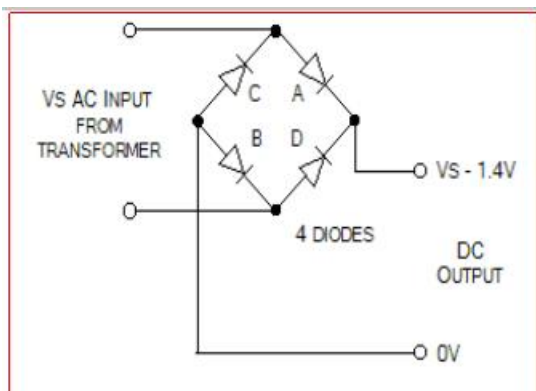 VS AC INPUT
FROM
TRANSFORMER
C
A
B
D
4 DIODES
VS - 1.4V
DC
OUTPUT
0V